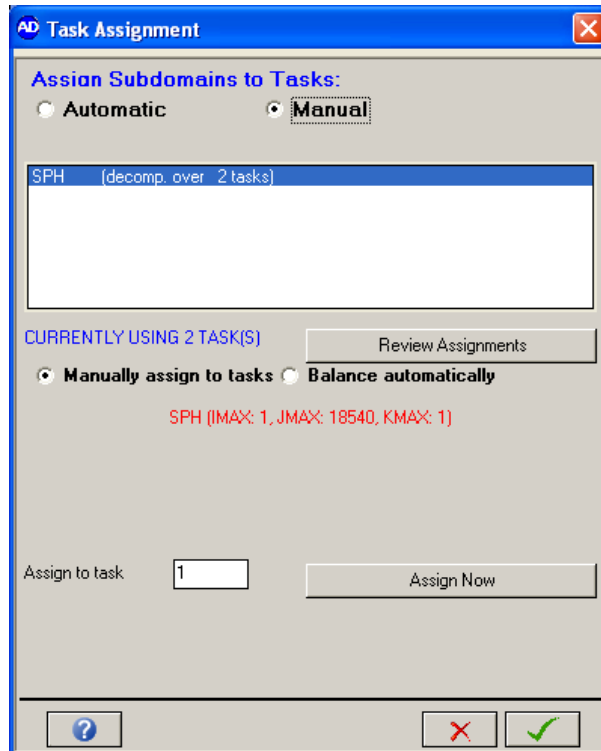 AD Task Assignment
Assign Subdomains to Tasks:
Automatic Manual
SPH (decomp. over 2 tasks)
CURRENTLY USING 2 TASK(S) Review Assignments
Manually assign to tasks Balance automatically
SPH (IMAX: 1, JMAX: 18540, KMAX: 1)
Assign to task 1 Assign Now
?